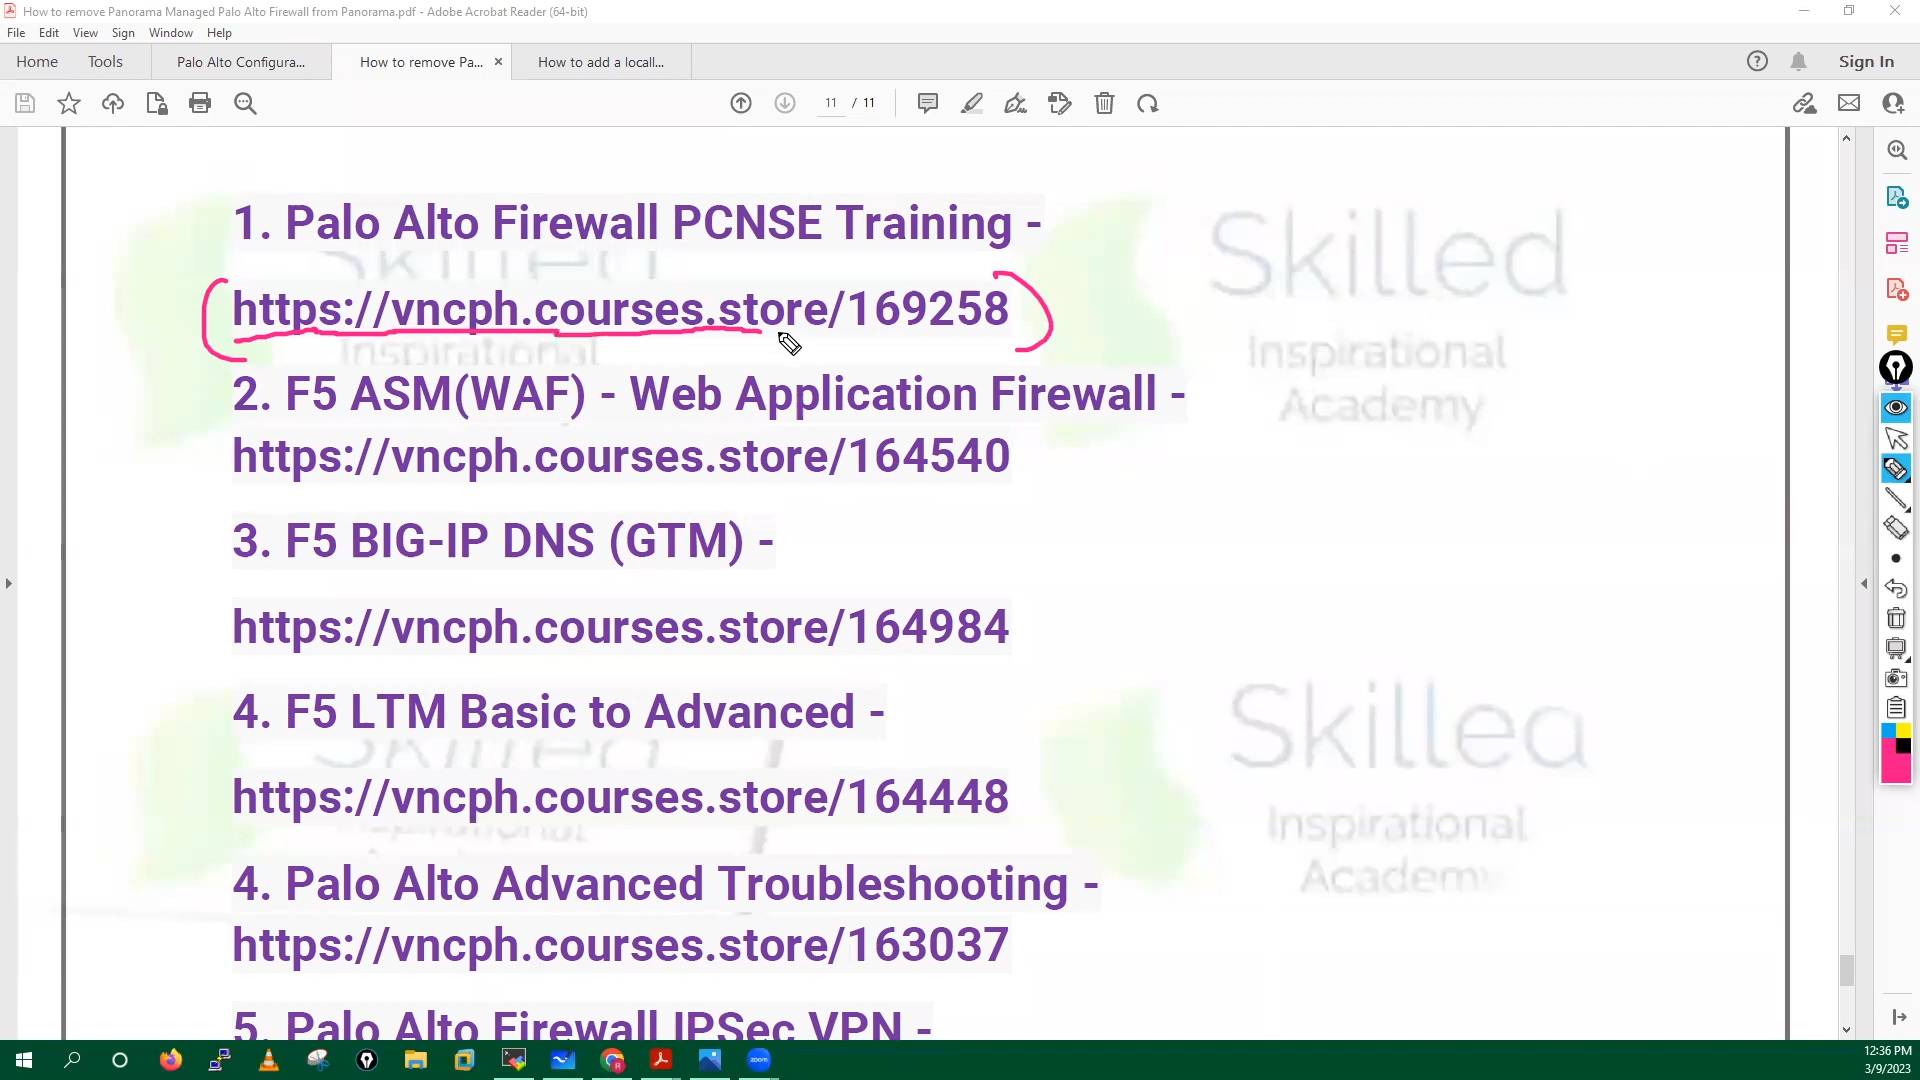 How to remove Panorama Managed Palo Alto Firewall from Panorama.pdf - Adobe Acrobat Reader (64-bit)
File Edit View Sign Window Help
Home Tools Palo Alto Configura... How to remove Pa... × How to add a locall... Sign In
11 / 11
1. Palo Alto Firewall PCNSE Training -
https://vncph.courses.store/169258
2. F5 ASM(WAF) - Web Application Firewall -
https://vncph.courses.store/164540
3. F5 BIG-IP DNS (GTM) -
https://vncph.courses.store/164984
4. F5 LTM Basic to Advanced -
https://vncph.courses.store/164448
4. Palo Alto Advanced Troubleshooting -
https://vncph.courses.store/163037
5. Palo Alto Firewall IPSec VPN -
Skilled
Inspirational
Academy
Skilled
Inspirational
Skilled
Inspirational
Academy
Skilled
zoom
12:36 PM
3/9/2023